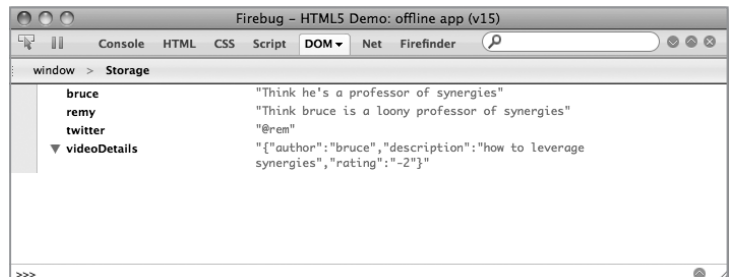 Firebug – HTML5 Demo: offline app (v15)
Console HTML CSS Script DOM Net Firefinder
window > Storage
bruce "Think he's a professor of synergies"
remy "Think bruce is a loony professor of synergies"
twitter "@rem"
videoDetails "{"author":"bruce","description":"how to leverage
synergies","rating":"-2"}"
>>>